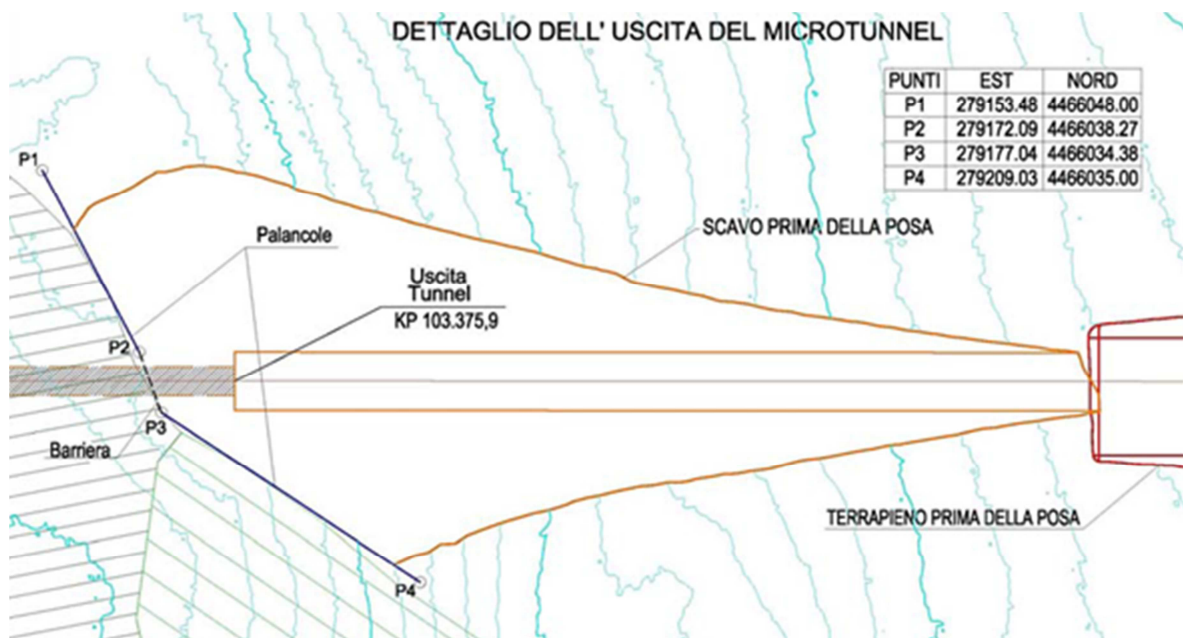 DETTAGLIO DELL' USCITA DEL MICROTUNNEL
PUNTI EST NORD
P1 279153.48 4466048.00
P2 279172.09 4466038.27
P3 279177.04 4466034.38
P4 279209.03 4466035.00
P1
Palancole
SCAVO PRIMA DELLA POSA
Uscita
Tunnel
KP 103.375,9
P2
P3
Barriera
TERRAPIENO PRIMA DELLA POSA
P4